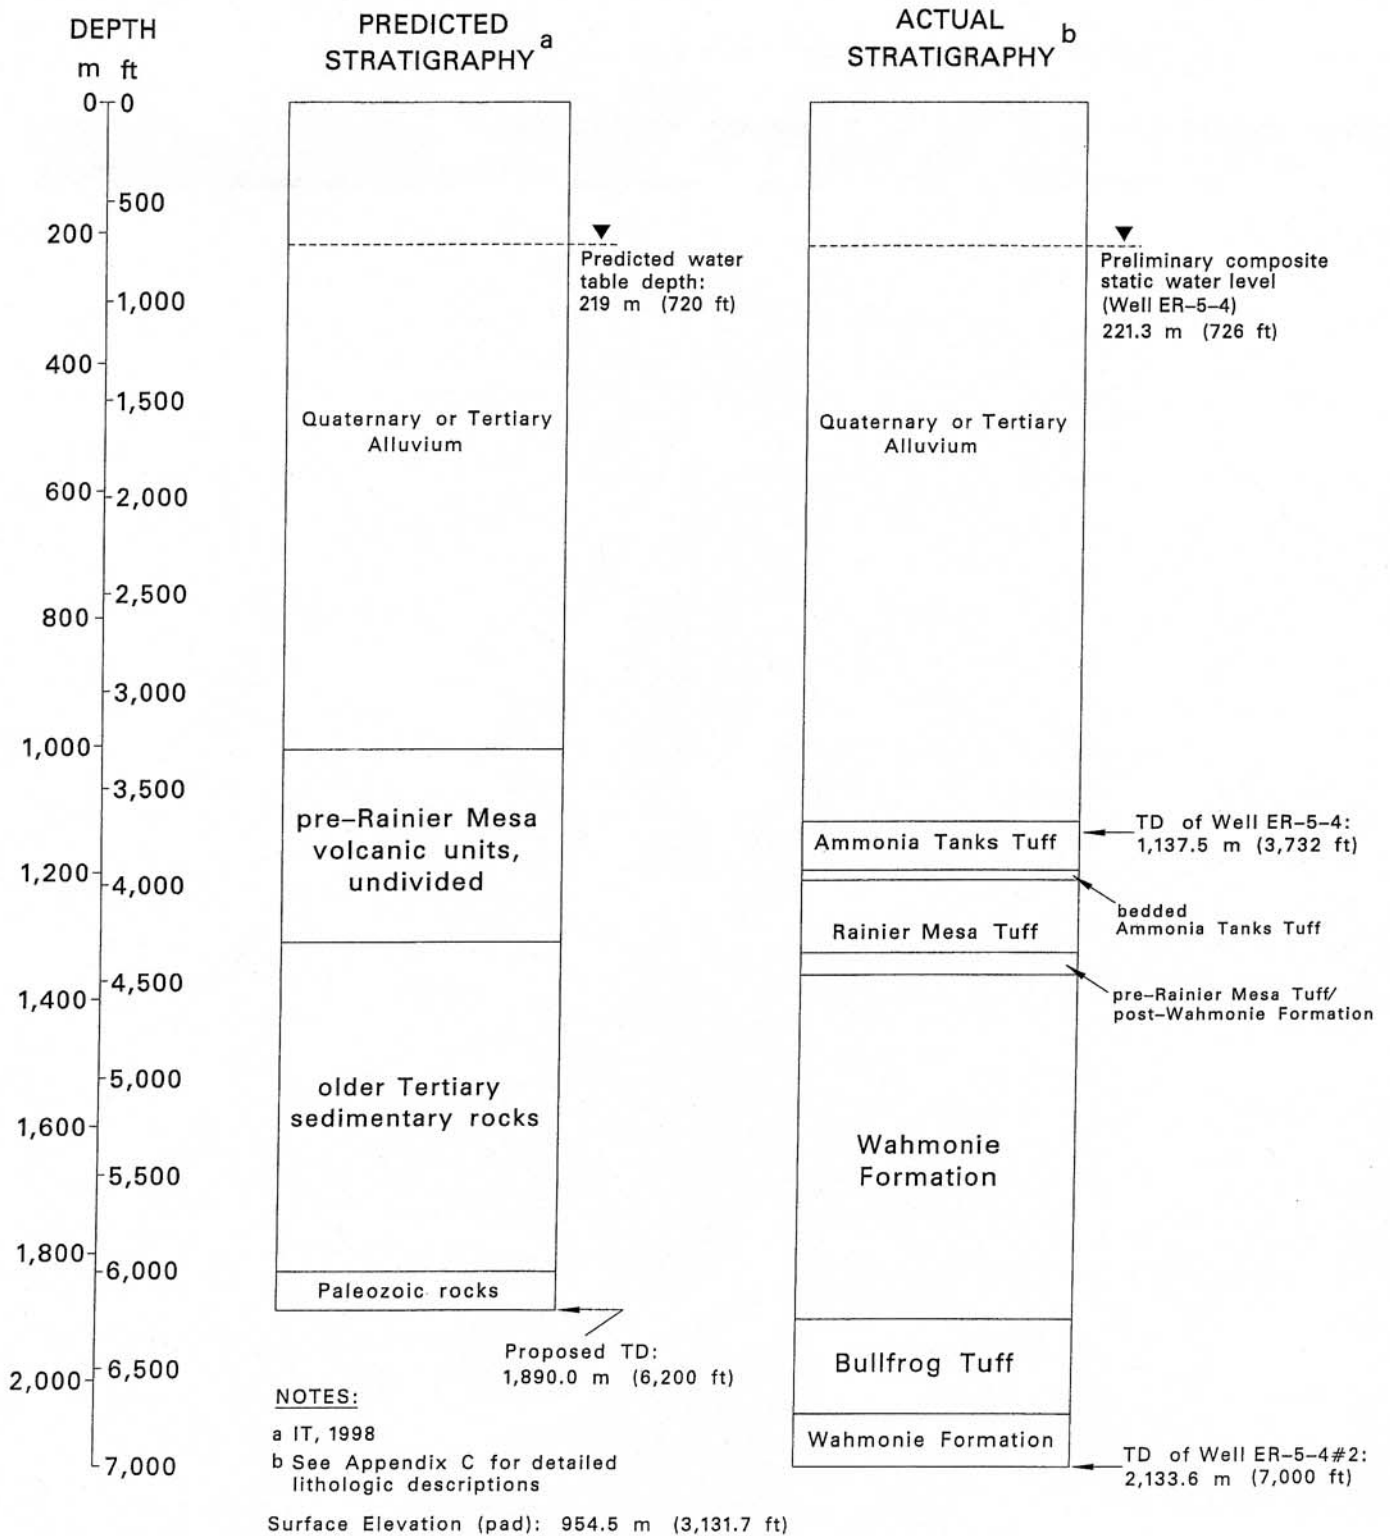 DEPTH
m ft
0 0
500
200
1,000
400
1,500
600
2,000
2,500
800
3,000
1,000
3,500
1,200
4,000
4,500
1,400
5,000
1,600
5,500
1,800
6,000
6,500
2,000
7,000
PREDICTED
STRATIGRAPHY a
Predicted water
table depth:
219 m (720 ft)
Quaternary or Tertiary
Alluvium
pre-Rainier Mesa
volcanic units,
undivided
older Tertiary
sedimentary rocks
Paleozoic rocks
Proposed TD:
1,890.0 m (6,200 ft)
ACTUAL
STRATIGRAPHY b
Preliminary composite
static water level
(Well ER-5-4)
221.3 m (726 ft)
Quaternary or Tertiary
Alluvium
Ammonia Tanks Tuff
TD of Well ER-5-4:
1,137.5 m (3,732 ft)
bedded
Ammonia Tanks Tuff
Rainier Mesa Tuff
pre-Rainier Mesa Tuff/
post-Wahmonie Formation
Wahmonie
Formation
Bullfrog Tuff
Wahmonie Formation
TD of Well ER-5-4#2:
2,133.6 m (7,000 ft)
NOTES:
a IT, 1998
b See Appendix C for detailed
lithologic descriptions
Surface Elevation (pad): 954.5 m (3,131.7 ft)